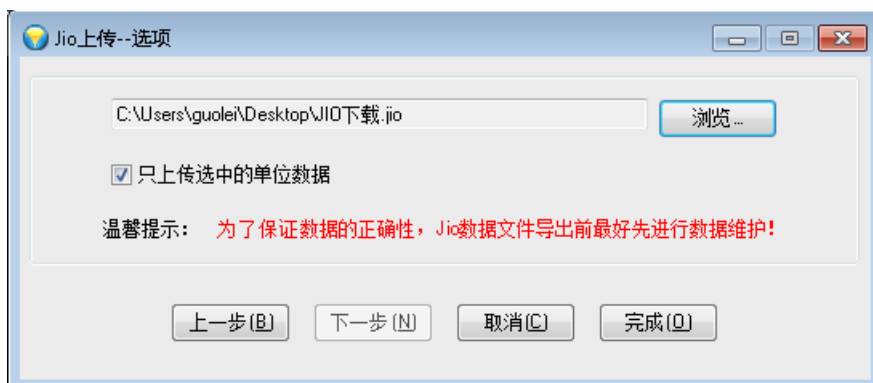 Jio上传--选项
C:\Users\guolei\Desktop\JIO下载.jio 浏览...
只上传选中的单位数据
温馨提示: 为了保证数据的正确性，Jio数据文件导出前最好先进行数据维护!
上一步(B) 下一步(N) 取消(C) 完成(O)